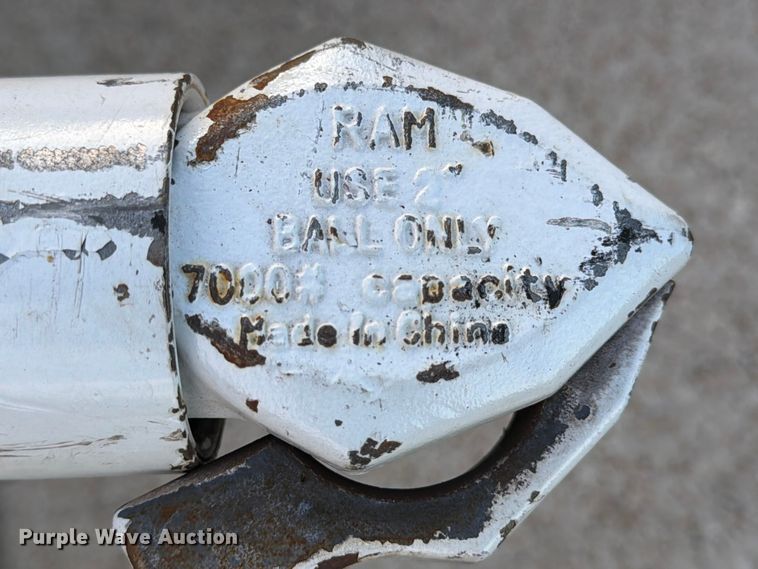 RAM
USE 2"
BALL ONLY
7000# capacity
Made In China
Purple Wave Auction